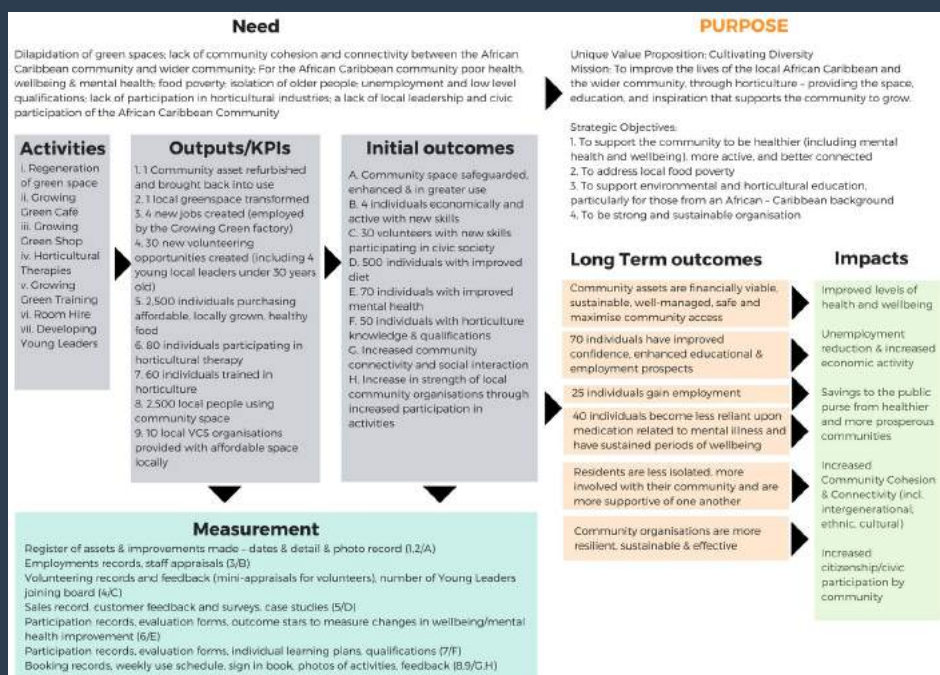 Need
Dilapidation of green spaces; lack of community cohesion and connectivity between the African
Caribbean community and wider community; For the African Caribbean community poor health,
wellbeing & mental health; food poverty; isolation of older people; unemployment and low level
qualifications; lack of participation in horticultural industries; a lack of local leadership and civic
participation of the African Caribbean Community
PURPOSE
Unique Value Proposition: Cultivating Diversity
Mission: To improve the lives of the local African Caribbean and
the wider community, through horticulture – providing the space,
education, and inspiration that supports the community to grow.
Strategic Objectives:
1. To support the community to be healthier (including mental
health and wellbeing), more active, and better connected
2. To address local food poverty
3. To support environmental and horticultural education,
particularly for those from an African – Caribbean background
4. To be strong and sustainable organisation
Activities
i. Regeneration
of green space
ii. Growing
Green Café
iii. Growing
Green Shop
iv. Horticultural
Therapies
v. Growing
Green Training
vi. Room Hire
vii. Developing
Young Leaders
Outputs/KPIs
1. 1 Community asset refurbished
and brought back into use
2. 1 local greenspace transformed
3. 4 new jobs created (employed
by the Growing Green factory)
4. 30 new volunteering
opportunities created (including 4
young local leaders under 30 years
old)
5. 2,500 individuals purchasing
affordable, locally grown, healthy
food
6. 80 individuals participating in
horticultural therapy
7. 60 individuals trained in
horticulture
8. 2,500 local people using
community space
9. 10 local VCS organisations
provided with affordable space
locally
Initial outcomes
A. Community space safeguarded,
enhanced & in greater use
B. 4 individuals economically and
active with new skills
C. 30 volunteers with new skills
participating in civic society
D. 500 individuals with improved
diet
E. 70 individuals with improved
mental health
F. 50 individuals with horticulture
knowledge & qualifications
G. Increased community
connectivity and social interaction
H. Increase in strength of local
community organisations through
increased participation in
activities
Long Term outcomes
Community assets are financially viable,
sustainable, well-managed, safe and
maximise community access
70 individuals have improved
confidence, enhanced educational &
employment prospects
25 individuals gain employment
40 individuals become less reliant upon
medication related to mental illness and
have sustained periods of wellbeing
Residents are less isolated, more
involved with their community and are
more supportive of one another
Community organisations are more
resilient, sustainable & effective
Impacts
Improved levels of
health and wellbeing
Unemployment
reduction & increased
economic activity
Savings to the public
purse from healthier
and more prosperous
communities
Increased
Community Cohesion
& Connectivity (incl.
intergenerational,
ethnic, cultural)
Increased
citizenship/civic
participation by
community
Measurement
Register of assets & improvements made – dates & detail & photo record (1,2/A)
Employments records, staff appraisals (3/B)
Volunteering records and feedback (mini-appraisals for volunteers), number of Young Leaders
joining board (4/C)
Sales record, customer feedback and surveys, case studies (5/D)
Participation records, evaluation forms, outcome stars to measure changes in wellbeing/mental
health improvement (6/E)
Participation records, evaluation forms, individual learning plans, qualifications (7/F)
Booking records, weekly use schedule, sign in book, photos of activities, feedback (8,9/G,H)